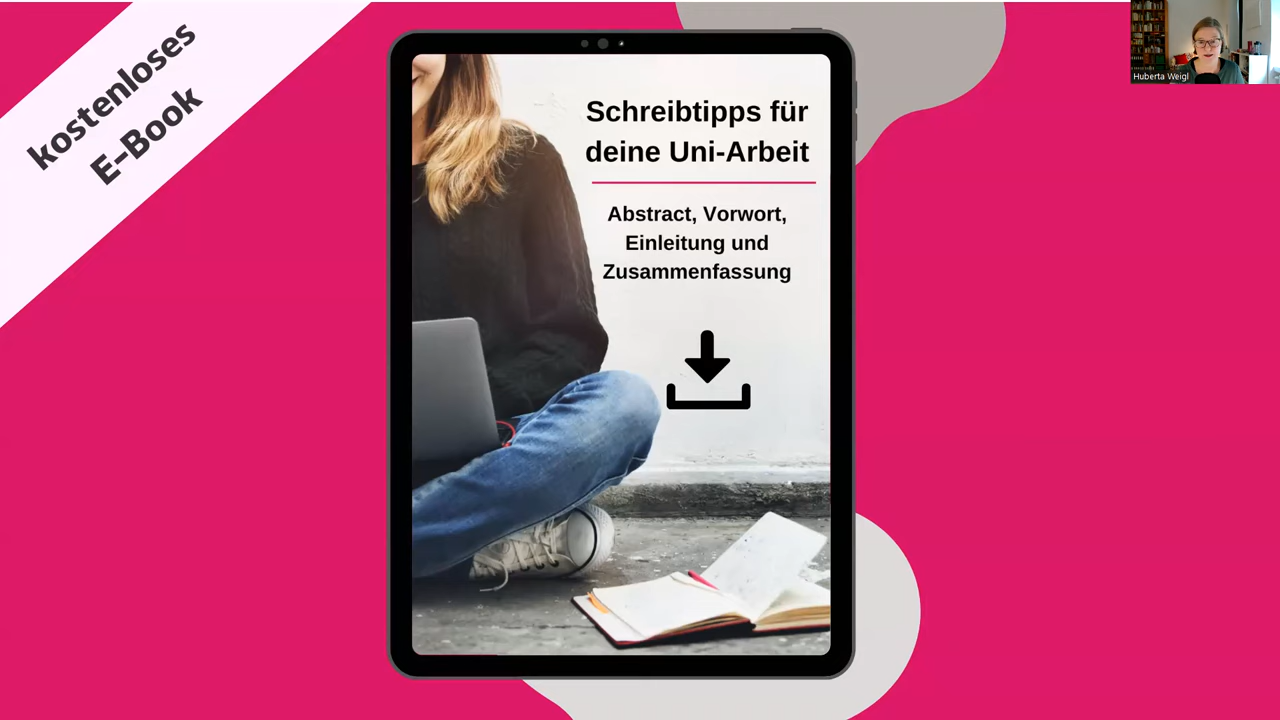 kostenloses
E-Book
Schreibtipps für
deine Uni-Arbeit
Abstract, Vorwort,
Einleitung und
Zusammenfassung
Huberta Weigl